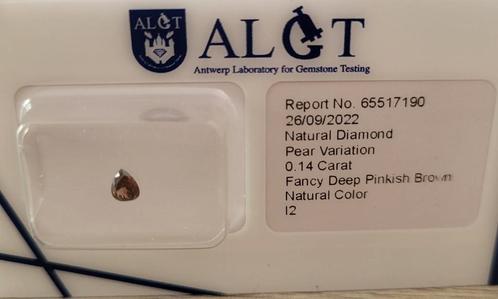 ALGT
ALGT
Antwerp Laboratory for Gemstone Testing
Report No. 65517190
26/09/2022
Natural Diamond
Pear Variation
0.14 Carat
Fancy Deep Pinkish Brown
Natural Color
I2